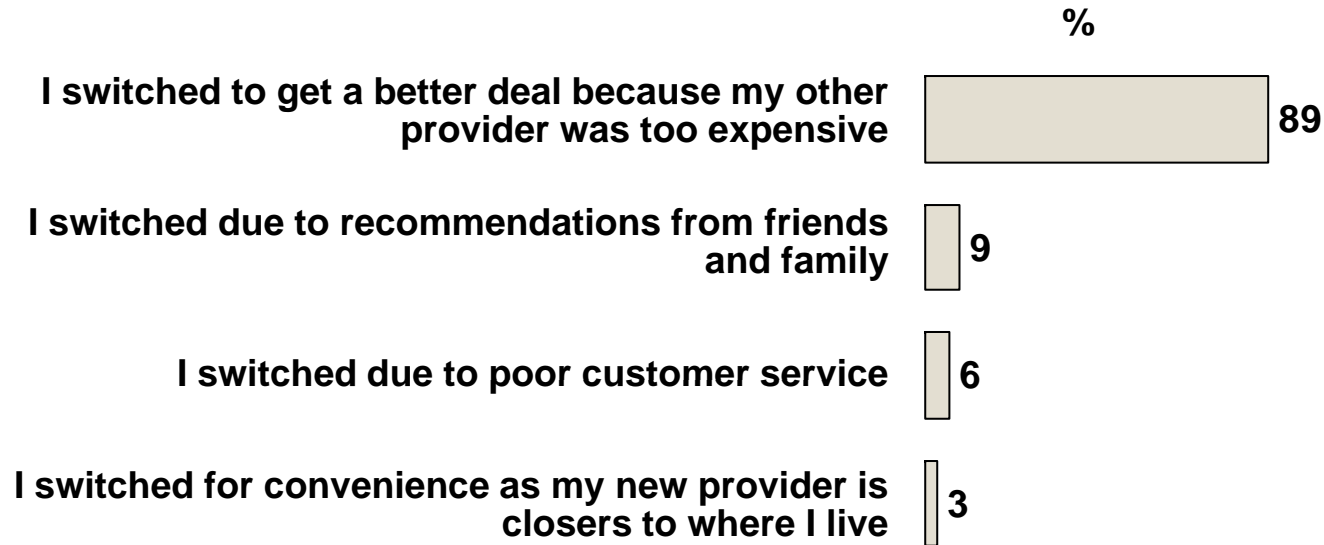 %
I switched to get a better deal because my other
provider was too expensive
89
I switched due to recommendations from friends
and family
9
I switched due to poor customer service
6
I switched for convenience as my new provider is
closers to where I live
3